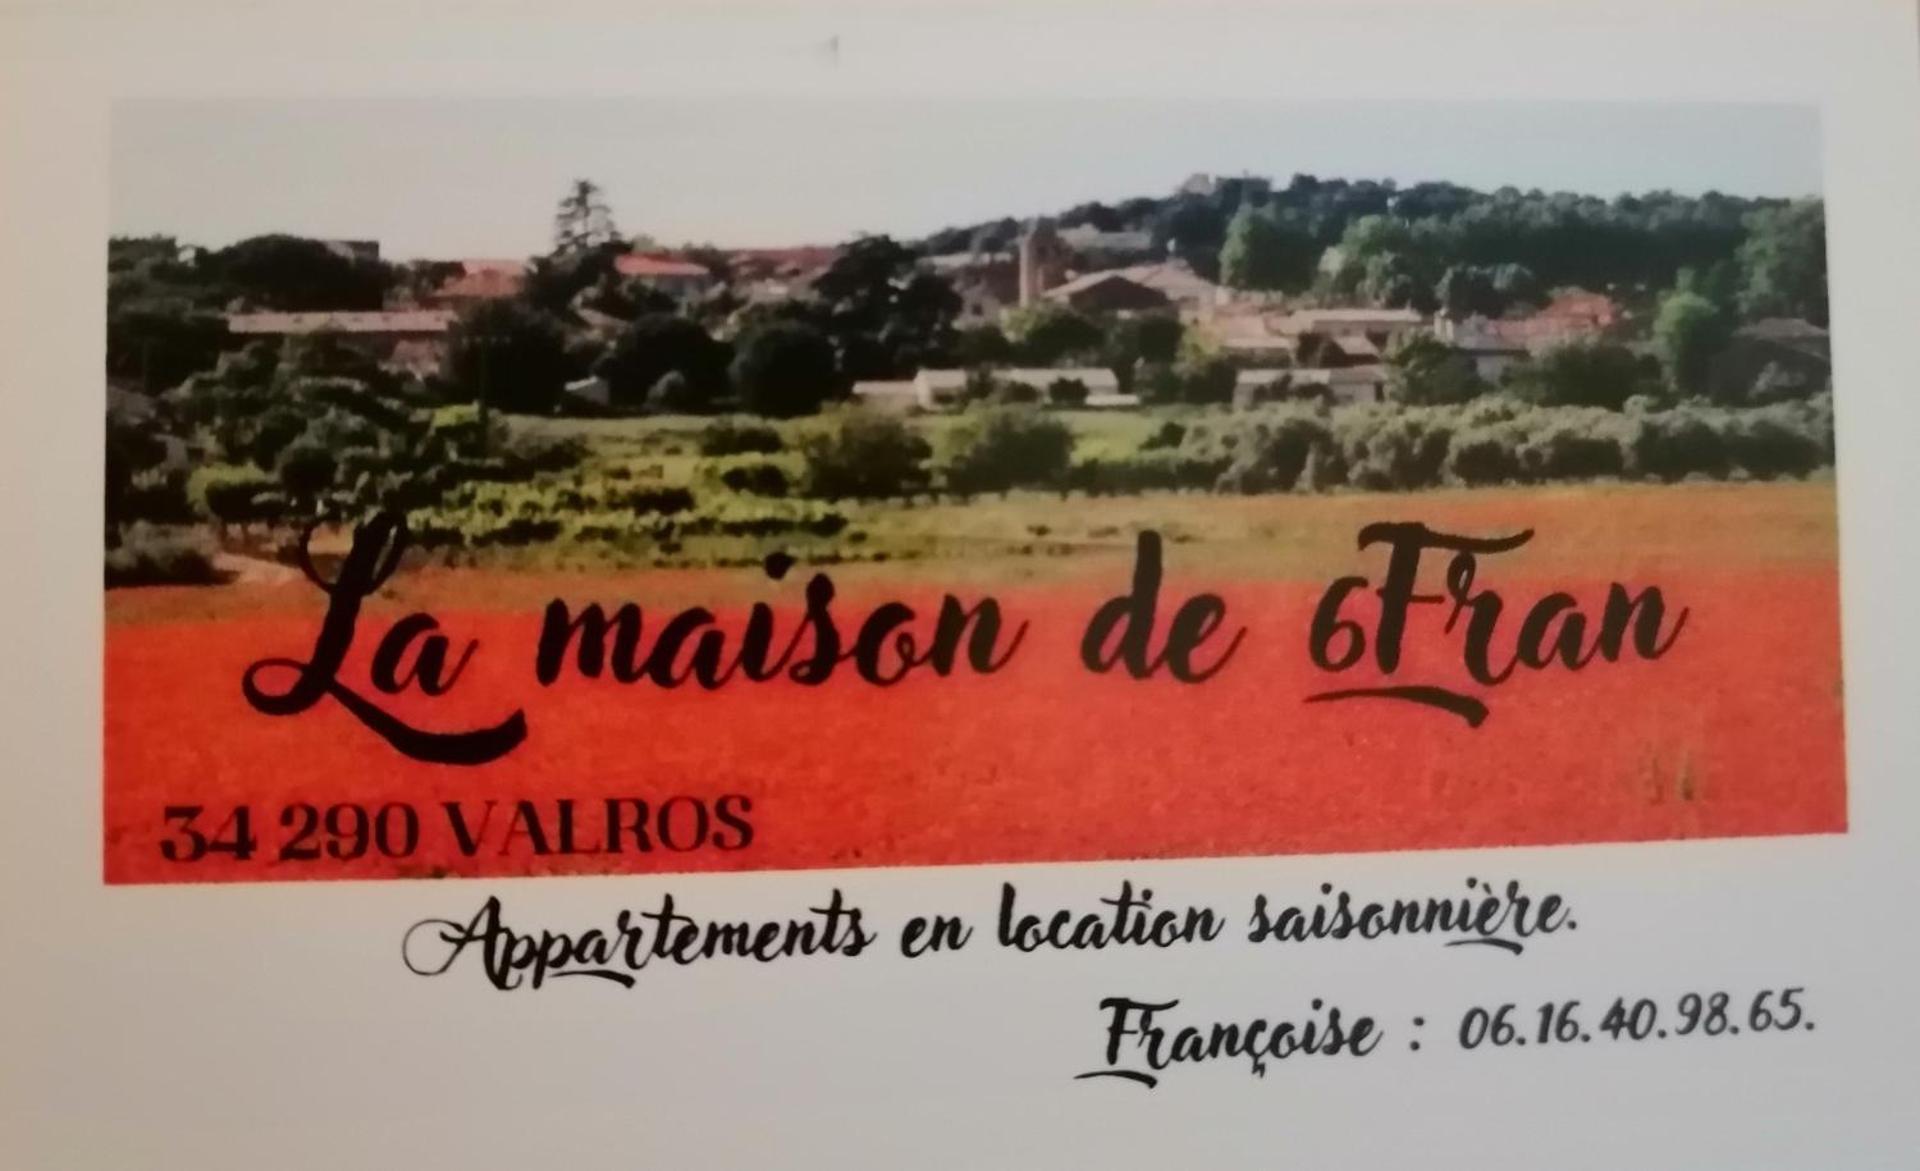 La maison de 6Fran
34 290 VALROS
Appartements en location saisonnière.
Françoise : 06.16.40.98.65.